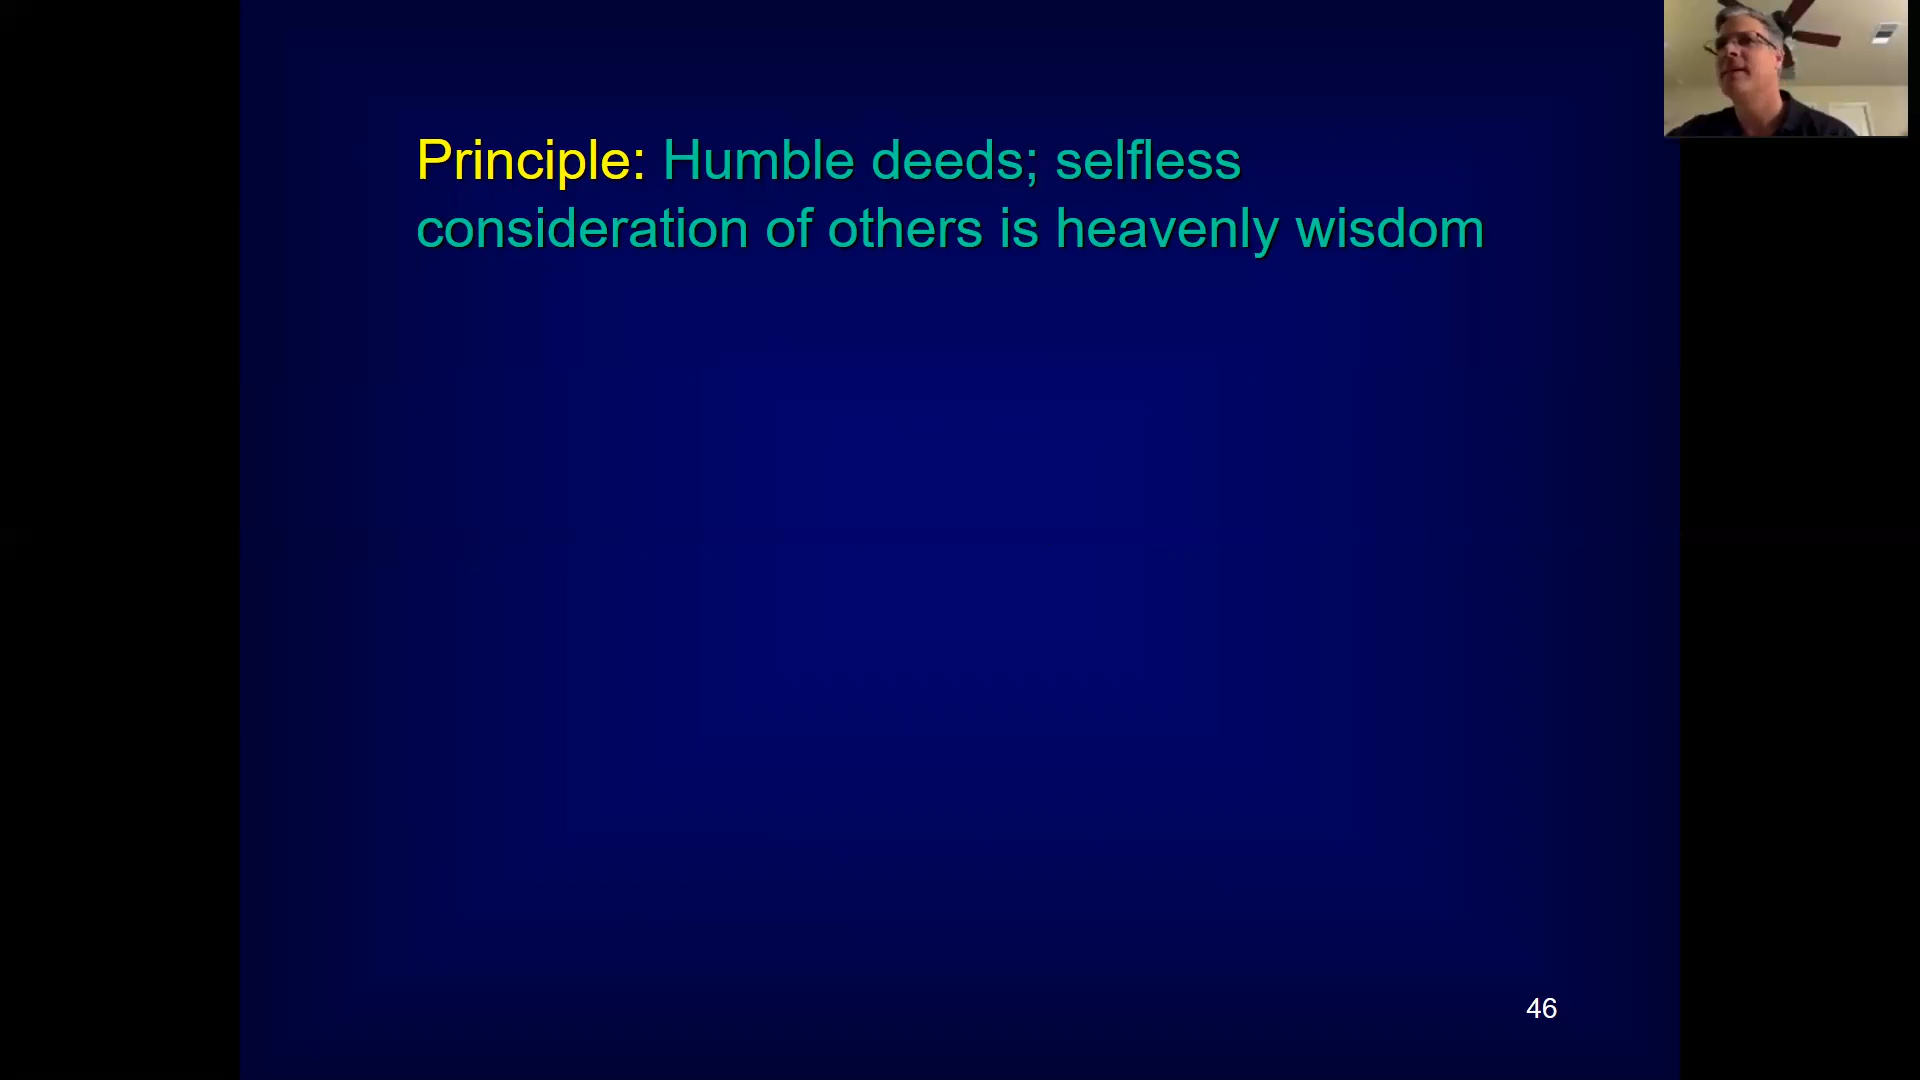 Principle: Humble deeds; selfless
consideration of others is heavenly wisdom
46